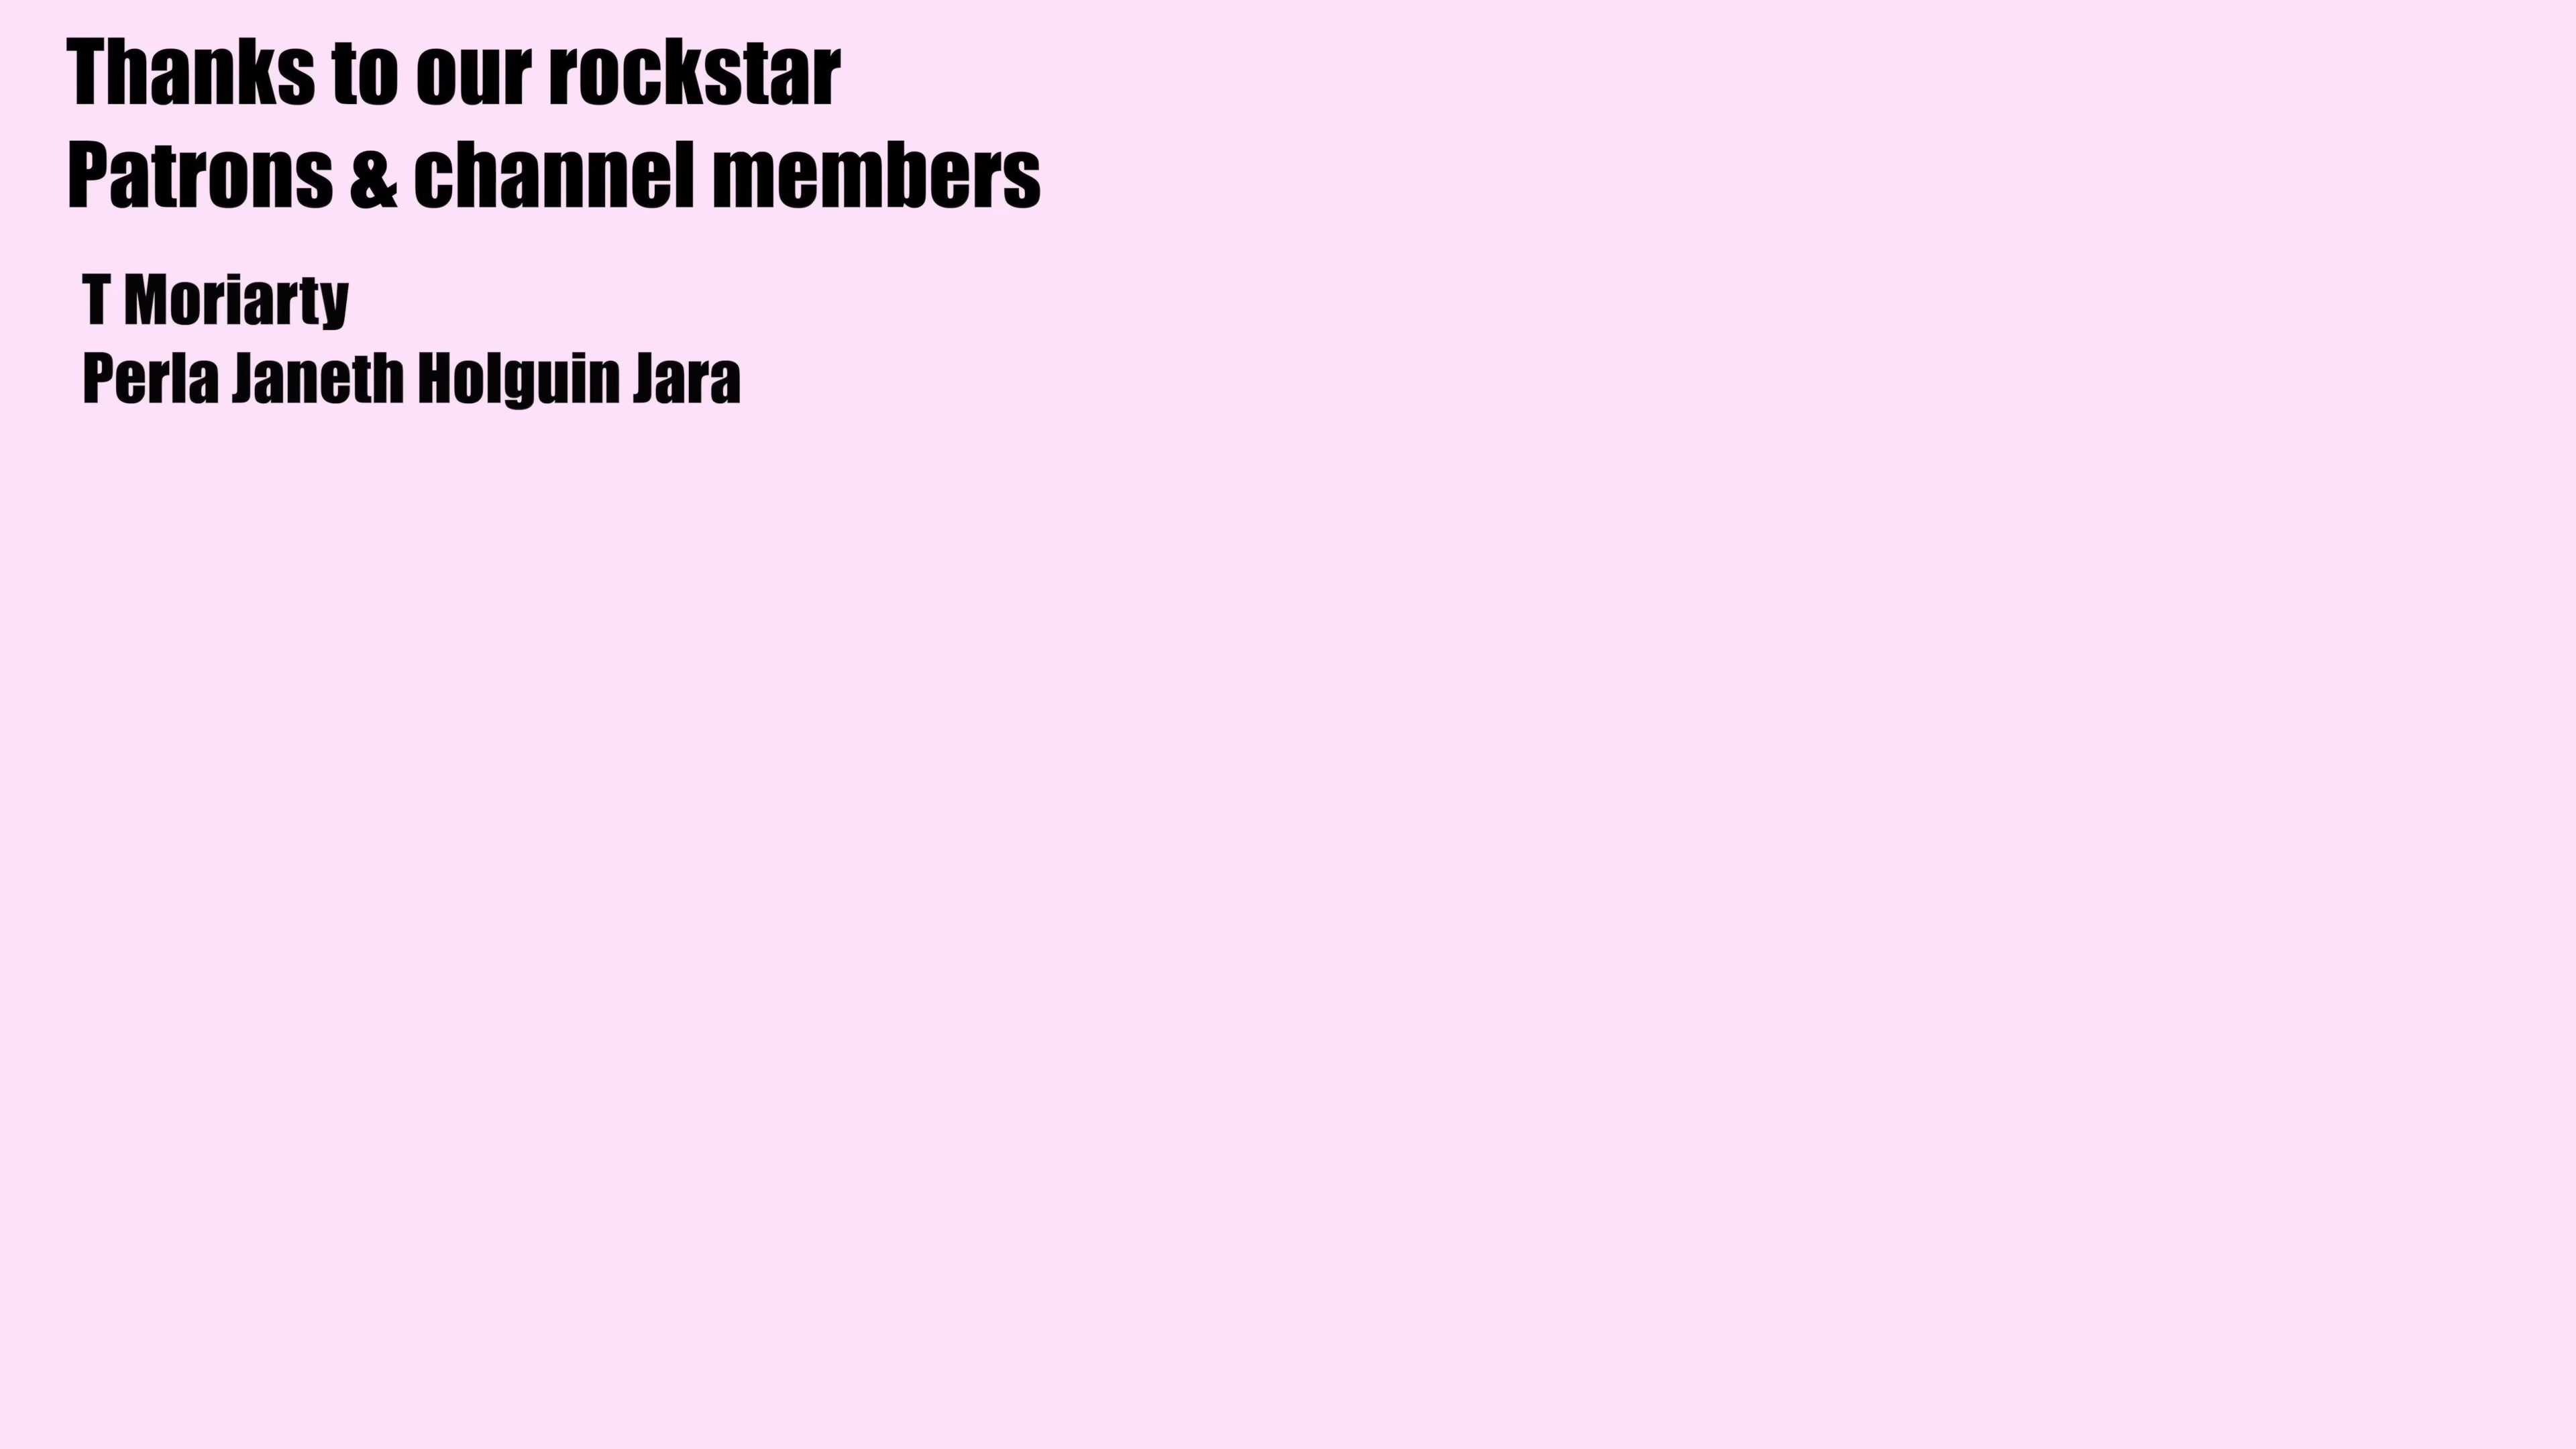 Thanks to our rockstar
Patrons & channel members
T Moriarty
Perla Janeth Holguin Jara